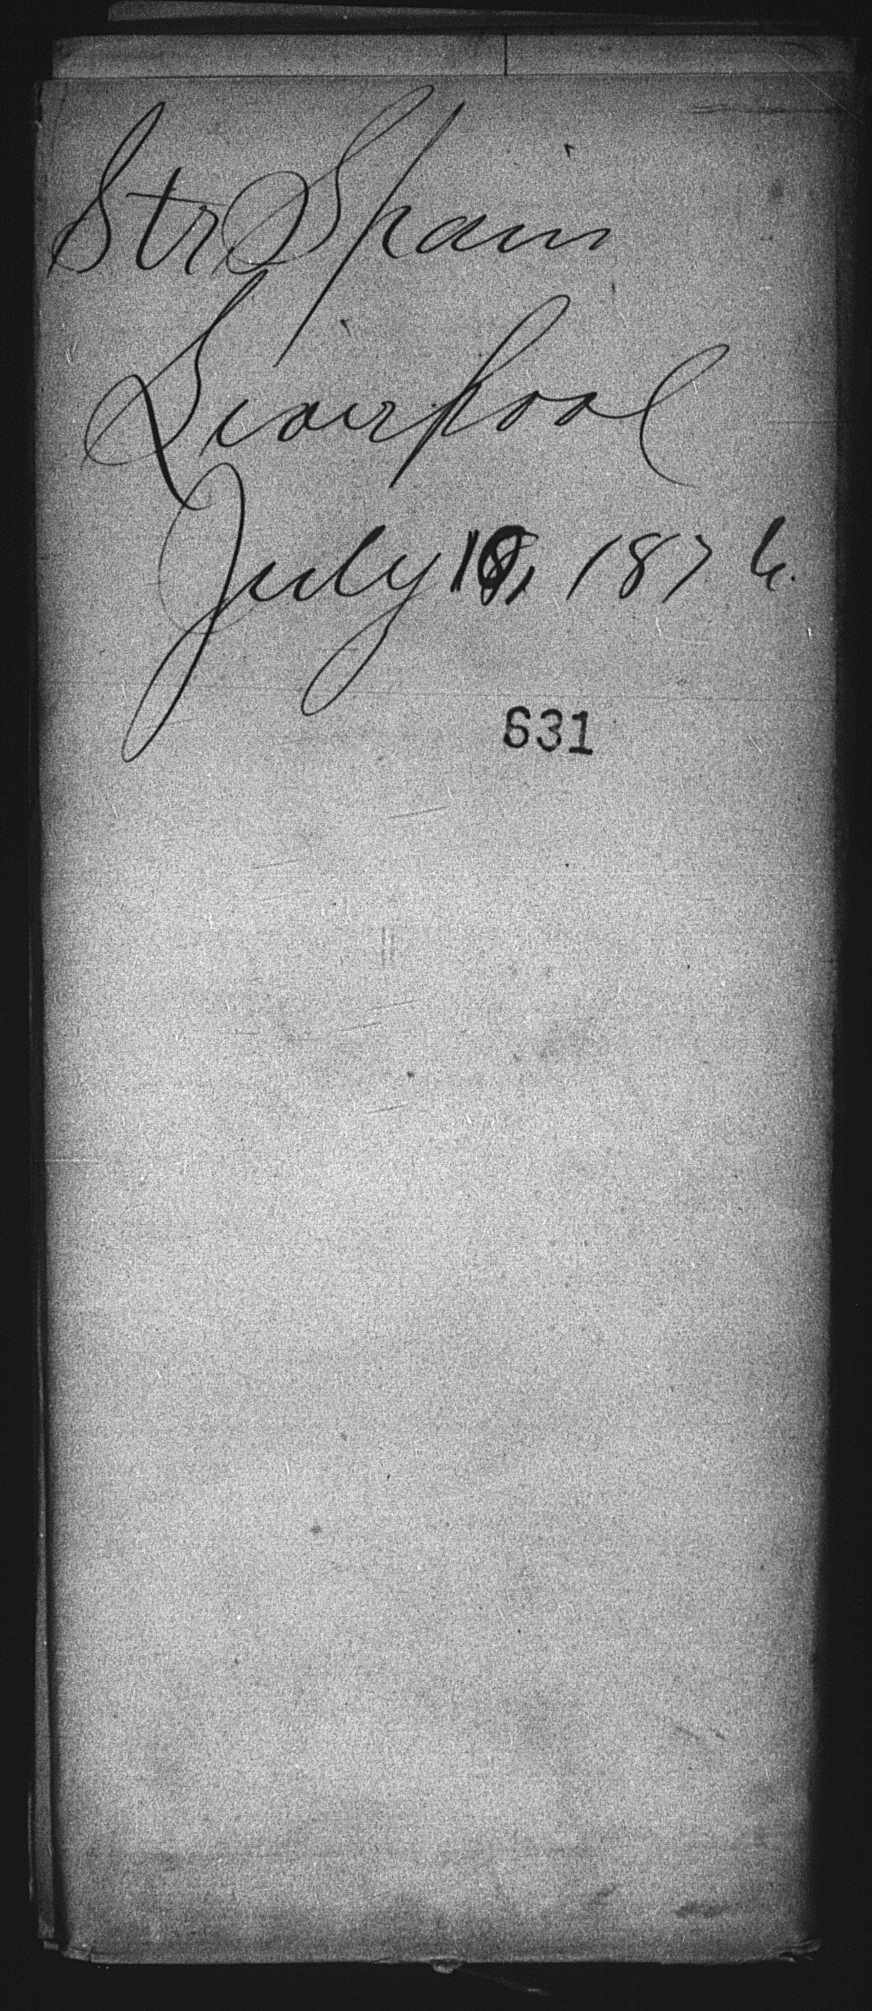 Str Spain
Liverpool
July 18, 1876.
631